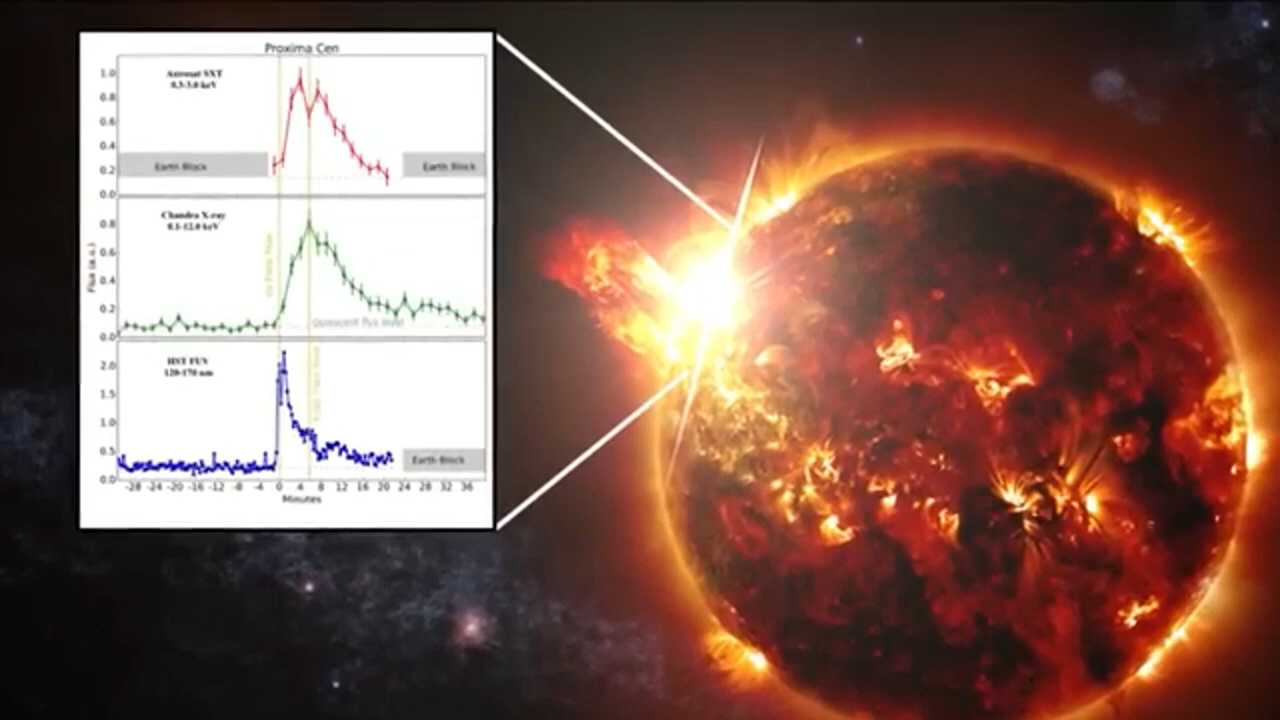 Proxima Cen
Astrosat SXT
0.3-3.0 keV
1.0
0.8
0.6
0.4
0.2
0.0
Earth Block
Earth Block
Chandra X-ray
0.1-12.0 keV
0.8
0.6
0.4
0.2
0.0
Flux (a.u.)
Quiescent flux level
HST FUV
120-170 nm
2.0
1.5
1.0
0.5
0.0
Earth Block
-28 -24 -20 -16 -12 -8 -4 0 4 8 12 16 20 24 28 32 36
Minutes